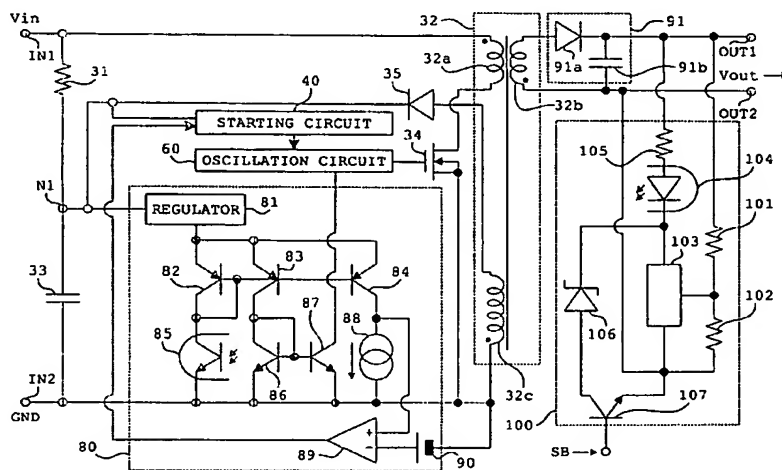 Vin
IN1
31
32
32a
91
91a
91b
OUT1
Vout
OUT2
35
40
STARTING CIRCUIT
34
32b
60
OSCILLATION CIRCUIT
105
104
N1
REGULATOR
81
101
103
82
83
84
33
87
88
85
102
106
86
32c
IN2
GND
107
100
80
89
+
-
90
SB